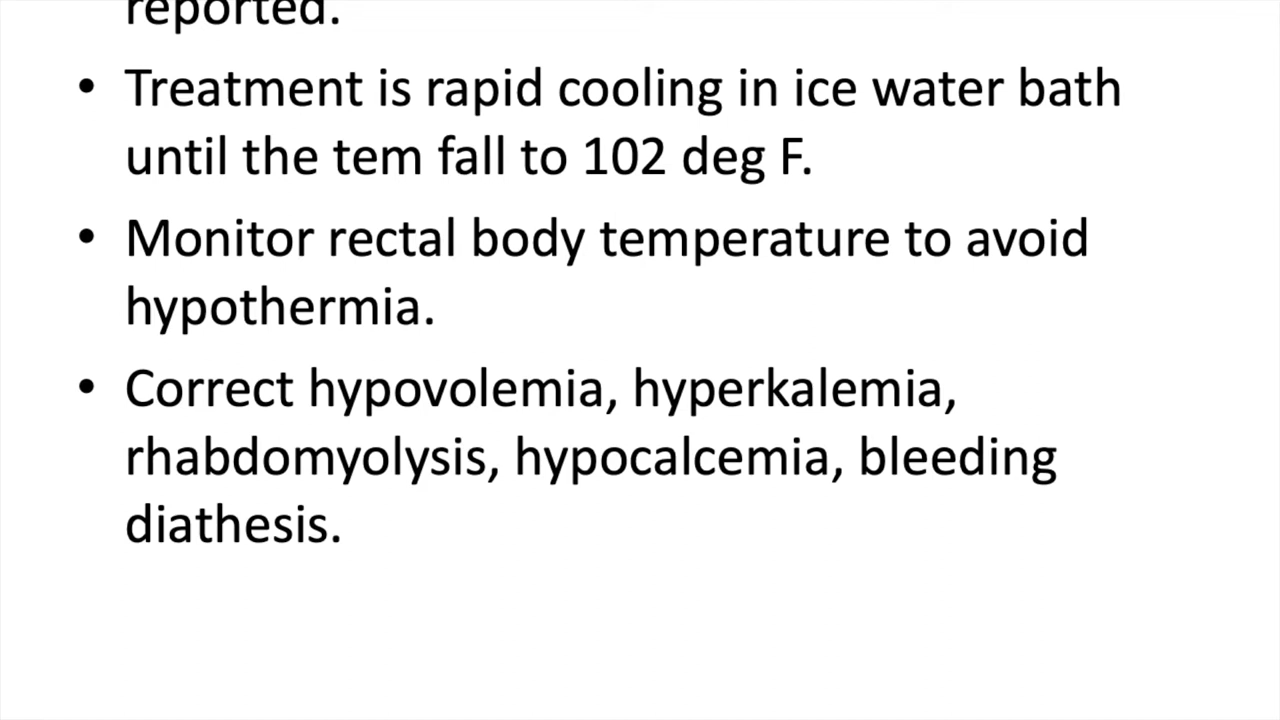 reported.
• Treatment is rapid cooling in ice water bath
until the tem fall to 102 deg F.
• Monitor rectal body temperature to avoid
hypothermia.
• Correct hypovolemia, hyperkalemia,
rhabdomyolysis, hypocalcemia, bleeding
diathesis.